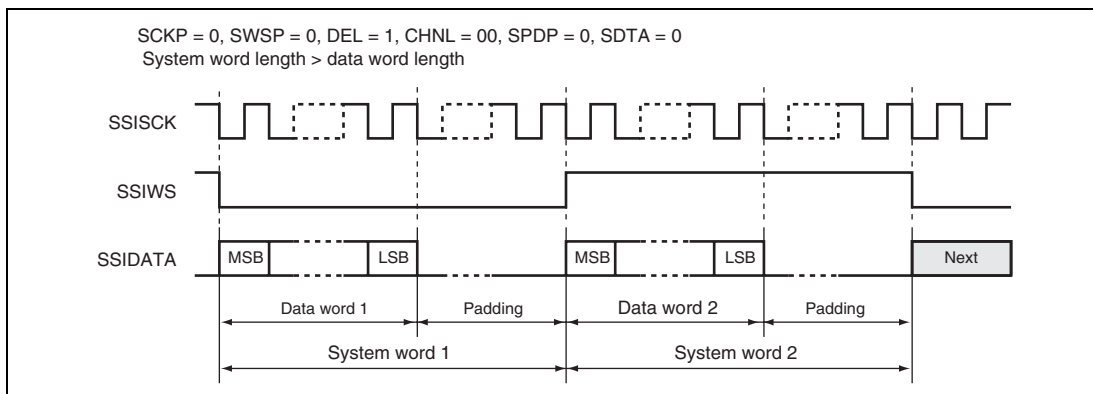 SCKP = 0, SWSP = 0, DEL = 1, CHNL = 00, SPDP = 0, SDTA = 0
System word length > data word length
SSISCK
SSIWS
SSIDATA
MSB
LSB
MSB
LSB
Next
Data word 1
Padding
Data word 2
Padding
System word 1
System word 2